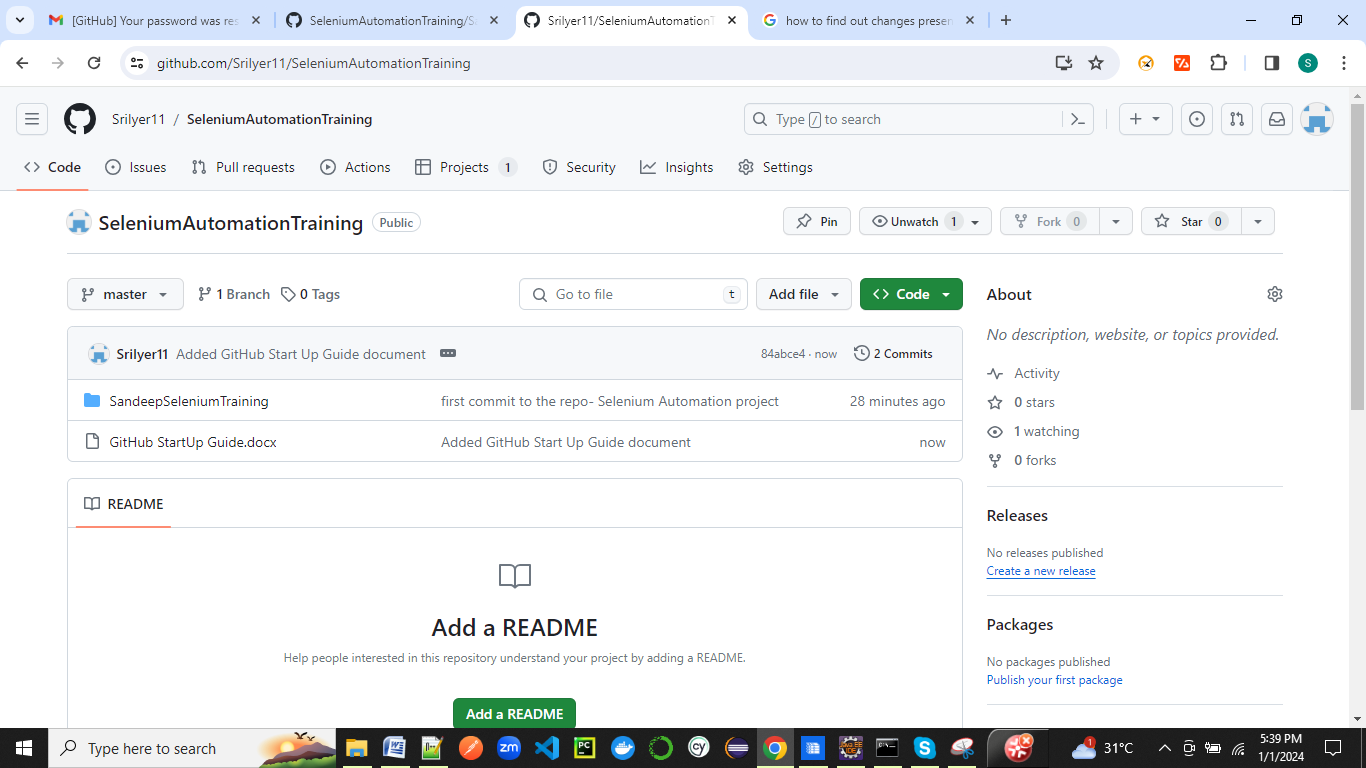 [GitHub] Your password was res
SeleniumAutomationTraining/S
Srilyer11/SeleniumAutomationT
how to find out changes presen
github.com/Srilyer11/SeleniumAutomationTraining
S
Srilyer11 / SeleniumAutomationTraining
Type / to search
Code Issues Pull requests Actions Projects 1 Security Insights Settings
SeleniumAutomationTraining Public
Pin Unwatch 1 Fork 0 Star 0
master 1 Branch 0 Tags Go to file t Add file Code
About
Srilyer11 Added GitHub Start Up Guide document 84abce4 · now 2 Commits
SandeepSeleniumTraining first commit to the repo- Selenium Automation project 28 minutes ago
GitHub StartUp Guide.docx Added GitHub Start Up Guide document now
No description, website, or topics provided.
Activity
0 stars
1 watching
0 forks
README
Add a README
Help people interested in this repository understand your project by adding a README.
Add a README
Releases
No releases published
Create a new release
Packages
No packages published
Publish your first package
Type here to search
zm
PC
cy
31°C
5:39 PM
1/1/2024